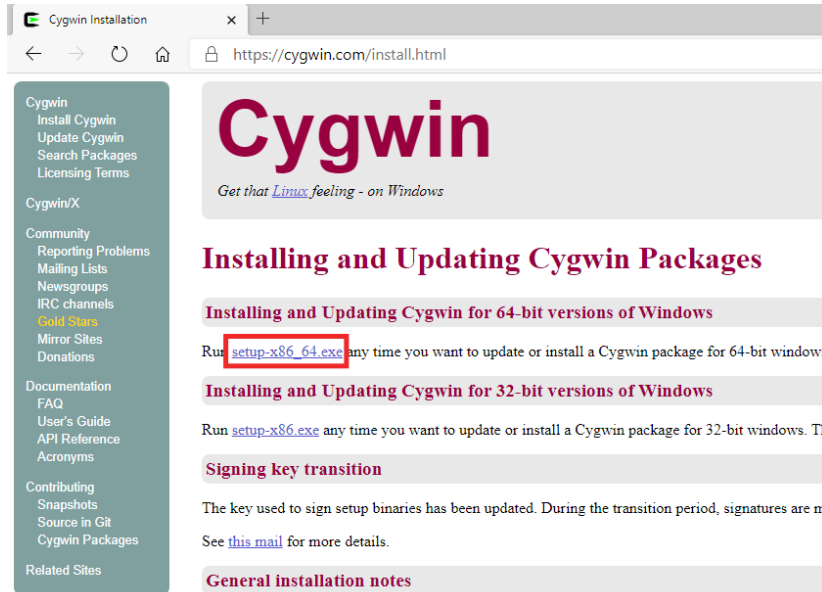 Cygwin Installation
https://cygwin.com/install.html
Cygwin
Install Cygwin
Update Cygwin
Search Packages
Licensing Terms
Cygwin/X
Community
Reporting Problems
Mailing Lists
Newsgroups
IRC channels
Gold Stars
Mirror Sites
Donations
Documentation
FAQ
User's Guide
API Reference
Acronyms
Contributing
Snapshots
Source in Git
Cygwin Packages
Related Sites
Cygwin
Get that Linux feeling - on Windows
Installing and Updating Cygwin Packages
Installing and Updating Cygwin for 64-bit versions of Windows
Run setup-x86_64.exe any time you want to update or install a Cygwin package for 64-bit window
Installing and Updating Cygwin for 32-bit versions of Windows
Run setup-x86.exe any time you want to update or install a Cygwin package for 32-bit windows.
Signing key transition
The key used to sign setup binaries has been updated. During the transition period, signatures are
See this mail for more details.
General installation notes